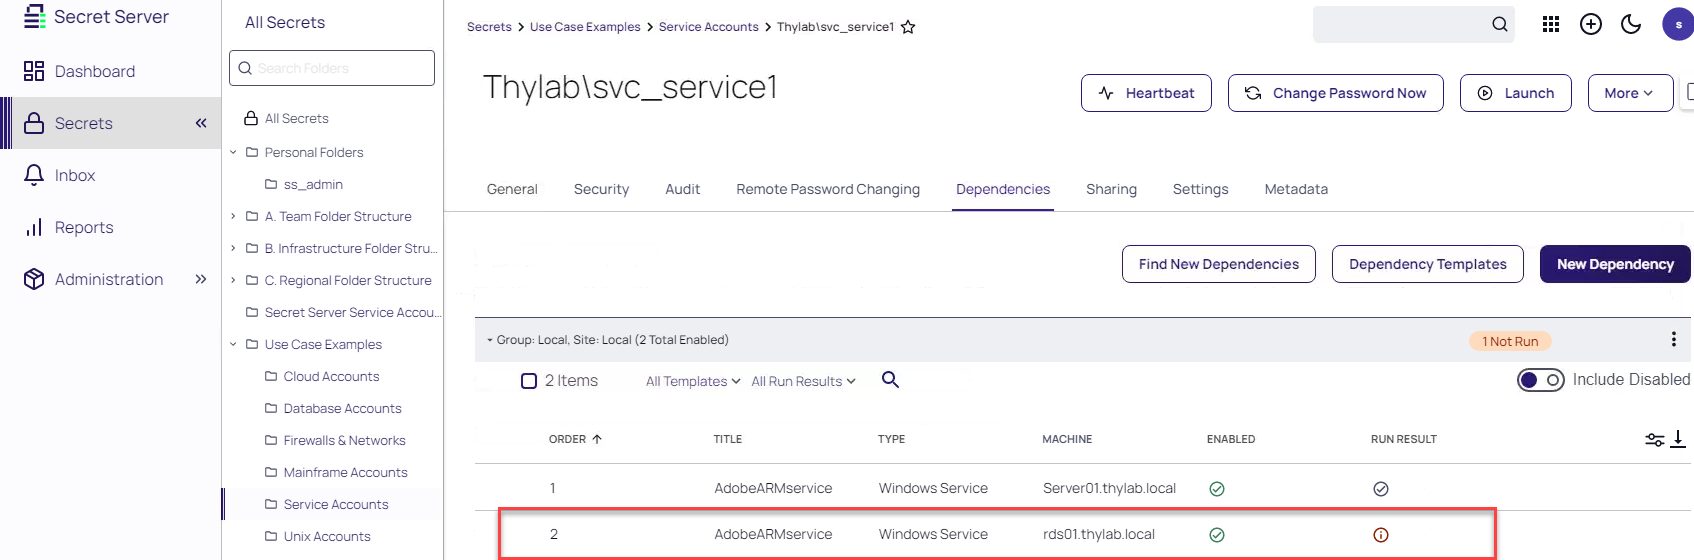 Secret Server
Dashboard
Secrets
Inbox
Reports
Administration
All Secrets
Search Folders
All Secrets
Personal Folders
ss_admin
A. Team Folder Structure
B. Infrastructure Folder Stru...
C. Regional Folder Structure
Secret Server Service Accou...
Use Case Examples
Cloud Accounts
Database Accounts
Firewalls & Networks
Mainframe Accounts
Service Accounts
Unix Accounts
Secrets > Use Case Examples > Service Accounts > Thylab\svc_service1
s
Thylab\svc_service1
Heartbeat
Change Password Now
Launch
More
General Security Audit Remote Password Changing Dependencies Sharing Settings Metadata
Find New Dependencies
Dependency Templates
New Dependency
Group: Local, Site: Local (2 Total Enabled)
1 Not Run
2 Items
All Templates
All Run Results
Include Disabled
ORDER TITLE TYPE MACHINE ENABLED RUN RESULT
1 AdobeARMservice Windows Service Server01.thylab.local
2 AdobeARMservice Windows Service rds01.thylab.local